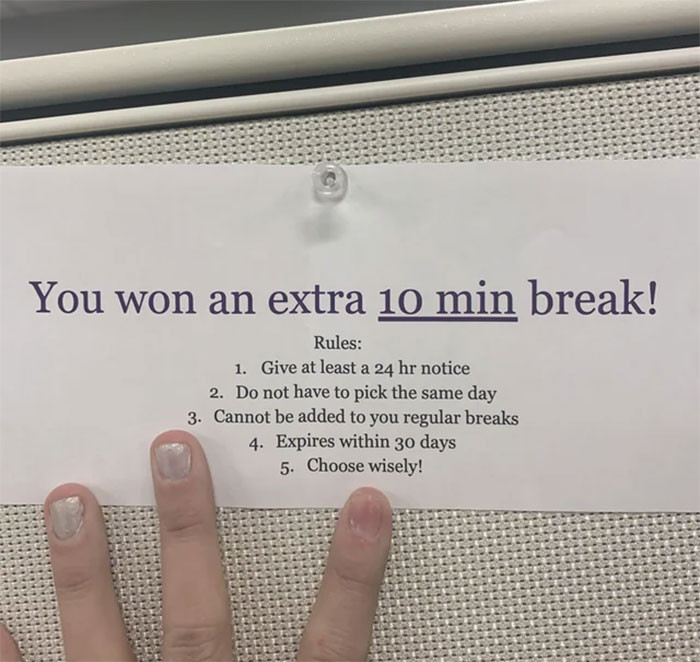 You won an extra 10 min break!
Rules:
1. Give at least a 24 hr notice
2. Do not have to pick the same day
3. Cannot be added to you regular breaks
4. Expires within 30 days
5. Choose wisely!